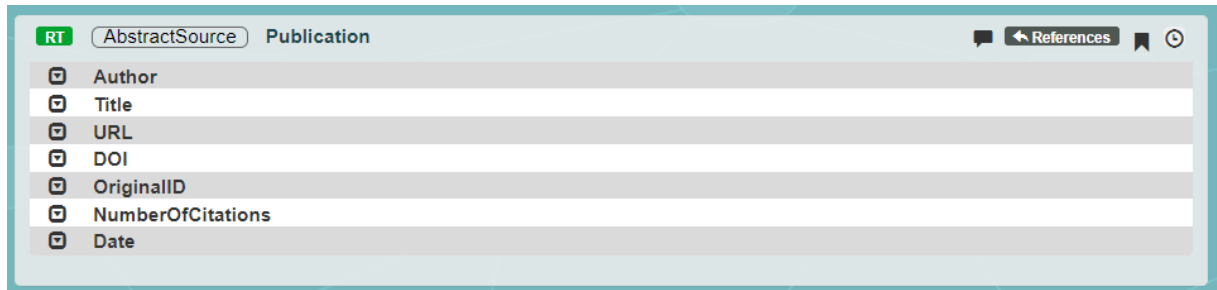 RT AbstractSource Publication References
Author
Title
URL
DOI
OriginalID
NumberOfCitations
Date